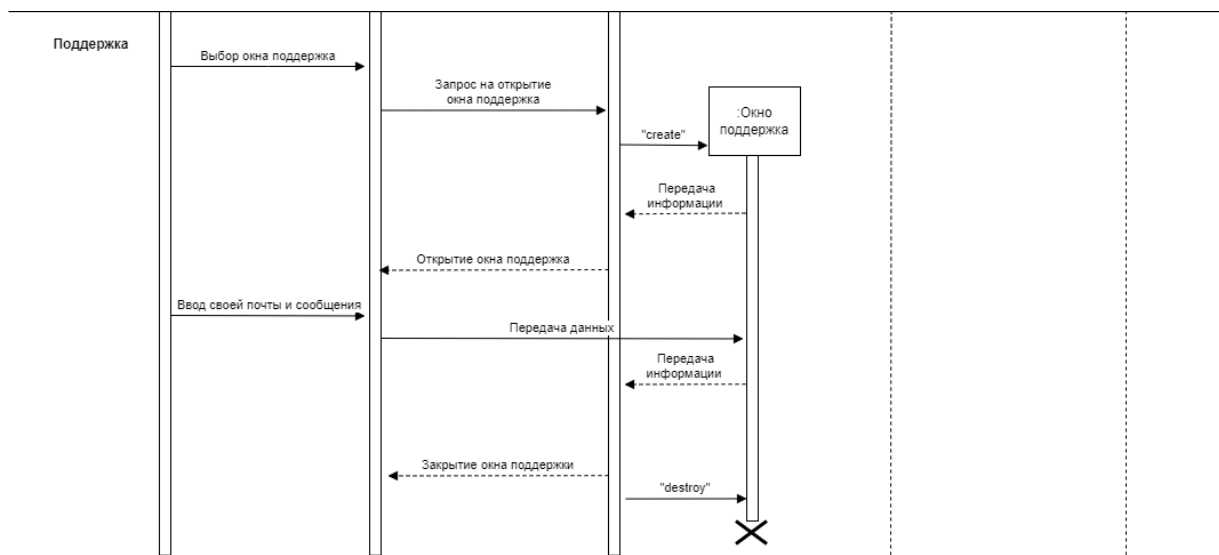 Поддержка
Выбор окна поддержка
Запрос на открытие
окна поддержка
:Окно
поддержка
"create"
Передача
информации
Открытие окна поддержка
Ввод своей почты и сообщения
Передача данных
Передача
информации
Закрытие окна поддержки
"destroy"